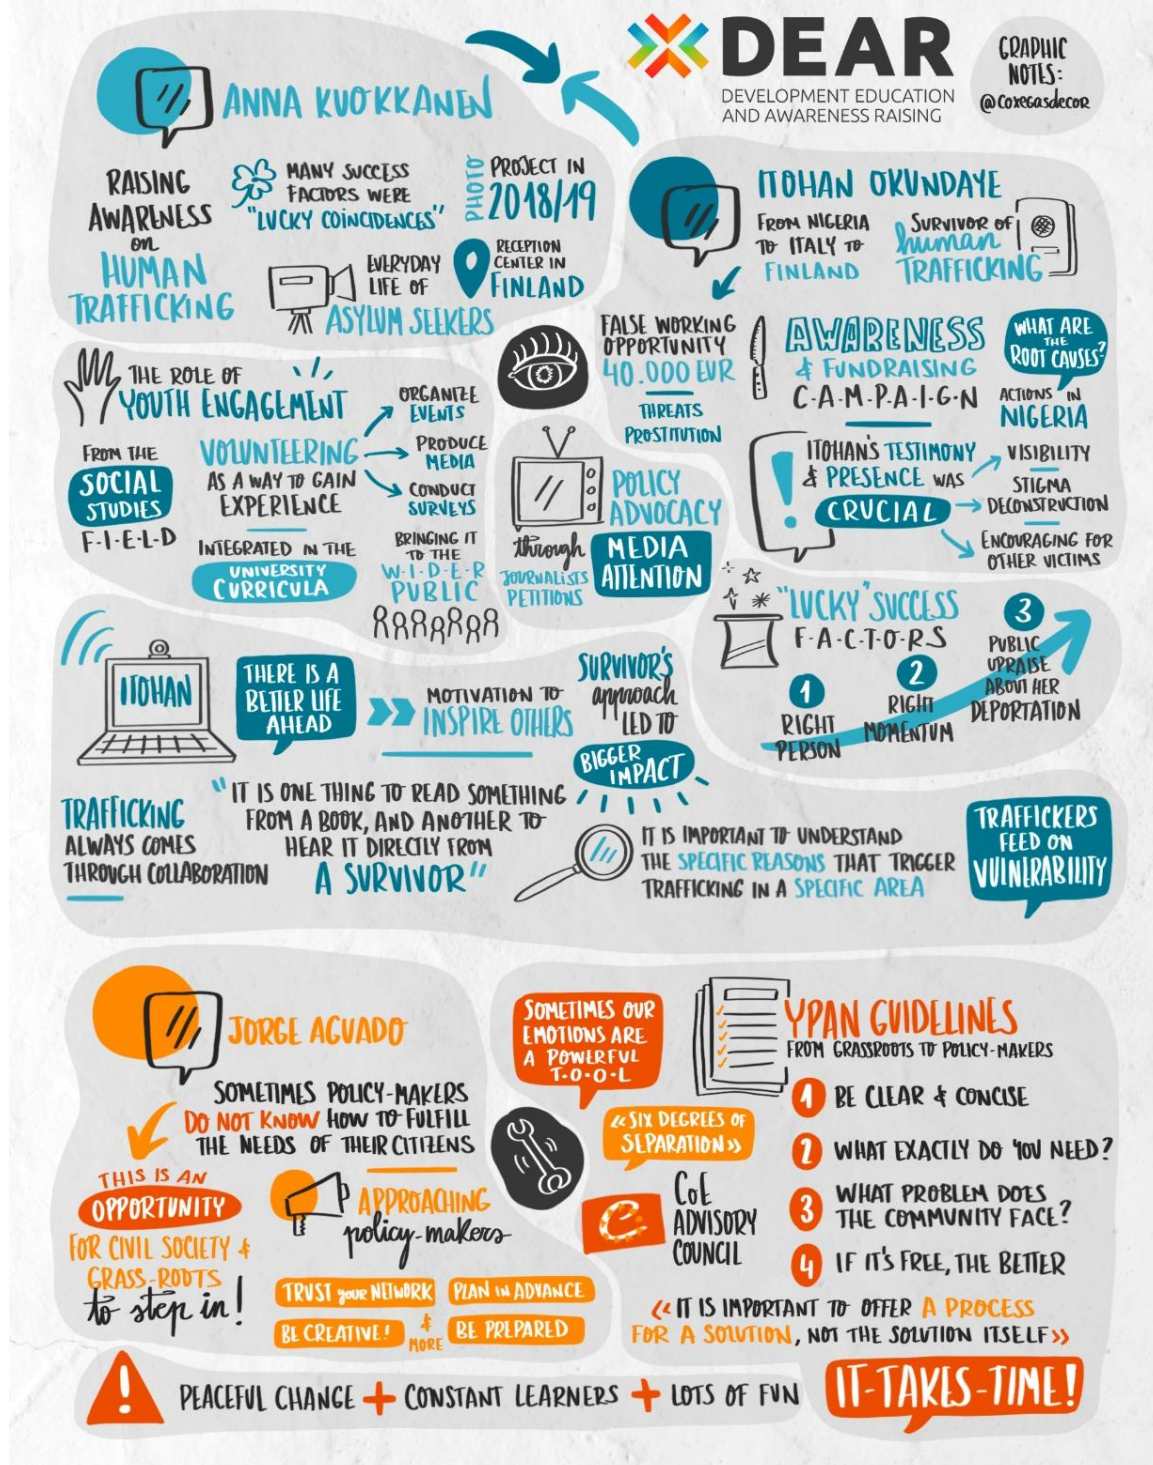 DEAR
DEVELOPMENT EDUCATION
AND AWARENESS RAISING
GRAPHIC
NOTES:
@coxegasdecor
ANNA KUOKKANEN
RAISING
AWARENESS
on
HUMAN
TRAFFICKING
MANY SUCCESS
FACTORS WERE
"LUCKY COINCIDENCES"
PHOTO
PROJECT IN
2018/19
EVERYDAY
LIFE OF
ASYLUM SEEKERS
RECEPTION
CENTER IN
FINLAND
ITOHAN OKUNDAYE
FROM NIGERIA
TO ITALY TO
FINLAND
SURVIVOR OF
human
TRAFFICKING
FALSE WORKING
OPPORTUNITY
40.000 EUR
THREATS
PROSTITUTION
AWARENESS
& FUNDRAISING
C-A-M-P-A-I-G-N
WHAT ARE
THE
ROOT CAUSES?
ACTIONS IN
NIGERIA
ITOHAN'S TESTIMONY
& PRESENCE WAS
CRUCIAL
VISIBILITY
STIGMA
DECONSTRUCTION
ENCOURAGING FOR
OTHER VICTIMS
THE ROLE OF
YOUTH ENGAGEMENT
FROM THE
SOCIAL
STUDIES
F-I-E-L-D
VOLUNTEERING
AS A WAY TO GAIN
EXPERIENCE
INTEGRATED IN THE
UNIVERSITY
CURRICULA
ORGANIZE
EVENTS
PRODUCE
MEDIA
CONDUCT
SURVEYS
BRINGING IT
TO THE
W-I-D-E-R
PUBLIC
POLICY
ADVOCACY
through
MEDIA
ATTENTION
JOURNALISTS
PETITIONS
"LUCKY" SUCCESS
F-A-C-T-O-R-S
1
RIGHT
PERSON
2
RIGHT
MOMENTUM
3
PUBLIC
UPRAISE
ABOUT HER
DEPORTATION
ITOHAN
THERE IS A
BETTER LIFE
AHEAD
MOTIVATION TO
INSPIRE OTHERS
SURVIVOR'S
approach
LED TO
BIGGER
IMPACT
TRAFFICKING
ALWAYS COMES
THROUGH COLLABORATION
"IT IS ONE THING TO READ SOMETHING
FROM A BOOK, AND ANOTHER TO
HEAR IT DIRECTLY FROM
A SURVIVOR"
IT IS IMPORTANT TO UNDERSTAND
THE SPECIFIC REASONS THAT TRIGGER
TRAFFICKING IN A SPECIFIC AREA
TRAFFICKERS
FEED ON
VULNERABILITY
JORGE AGUADO
SOMETIMES POLICY-MAKERS
DO NOT KNOW HOW TO FULFILL
THE NEEDS OF THEIR CITIZENS
THIS IS AN
OPPORTUNITY
FOR CIVIL SOCIETY &
GRASS-ROOTS
to step in!
APPROACHING
policy-makers
TRUST your NETWORK
PLAN IN ADVANCE
BE CREATIVE!
&
MORE
BE PREPARED
SOMETIMES OUR
EMOTIONS ARE
A POWERFUL
T-O-O-L
«SIX DEGREES OF
SEPARATION»
e
CoE
ADVISORY
COUNCIL
YPAN GUIDELINES
FROM GRASSROOTS TO POLICY-MAKERS
1 BE CLEAR & CONCISE
2 WHAT EXACTLY DO YOU NEED?
3 WHAT PROBLEM DOES
THE COMMUNITY FACE?
4 IF IT'S FREE, THE BETTER
«IT IS IMPORTANT TO OFFER A PROCESS
FOR A SOLUTION, NOT THE SOLUTION ITSELF»
PEACEFUL CHANGE + CONSTANT LEARNERS + LOTS OF FUN
IT-TAKES-TIME!